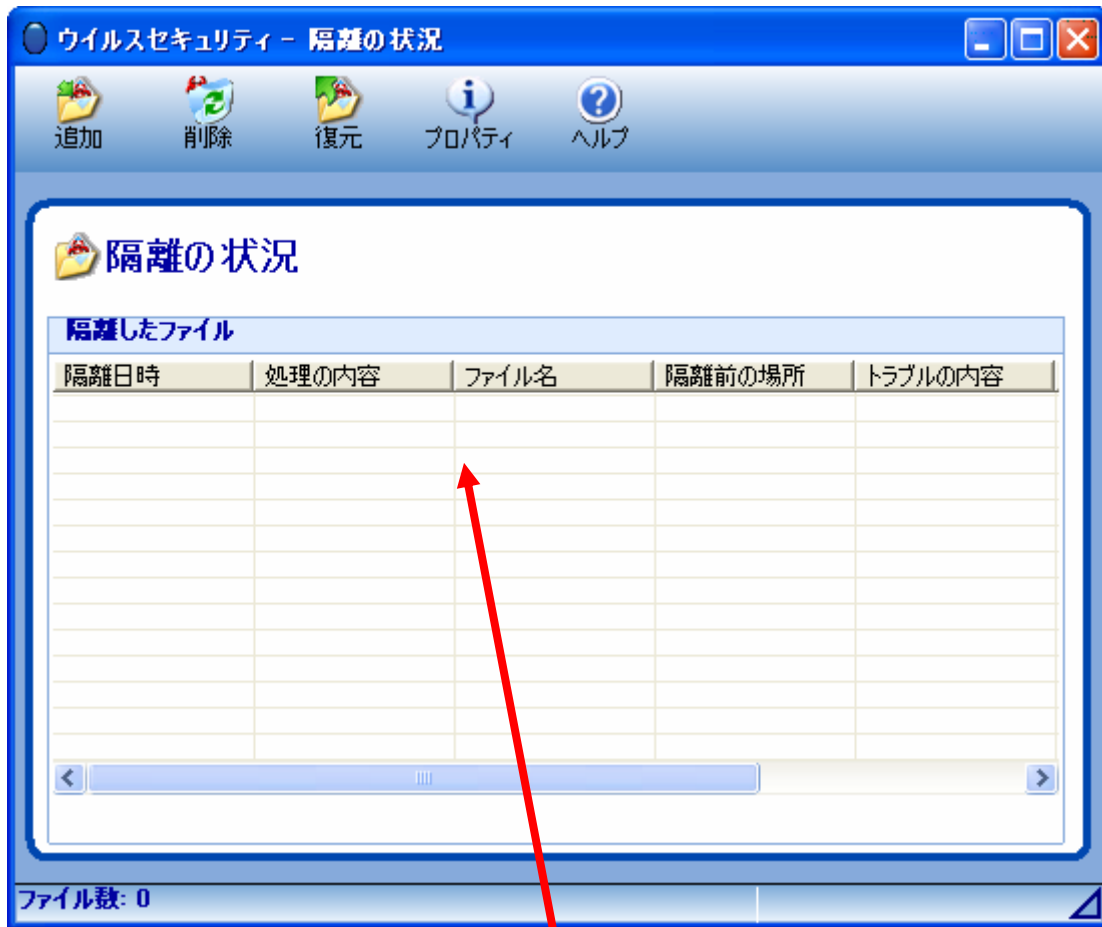 ウイルスセキュリティ - 隔離の状況
追加 削除 復元 プロパティ ヘルプ
隔離の状況
隔離したファイル
隔離日時 処理の内容 ファイル名 隔離前の場所 トラブルの内容
ファイル数: 0